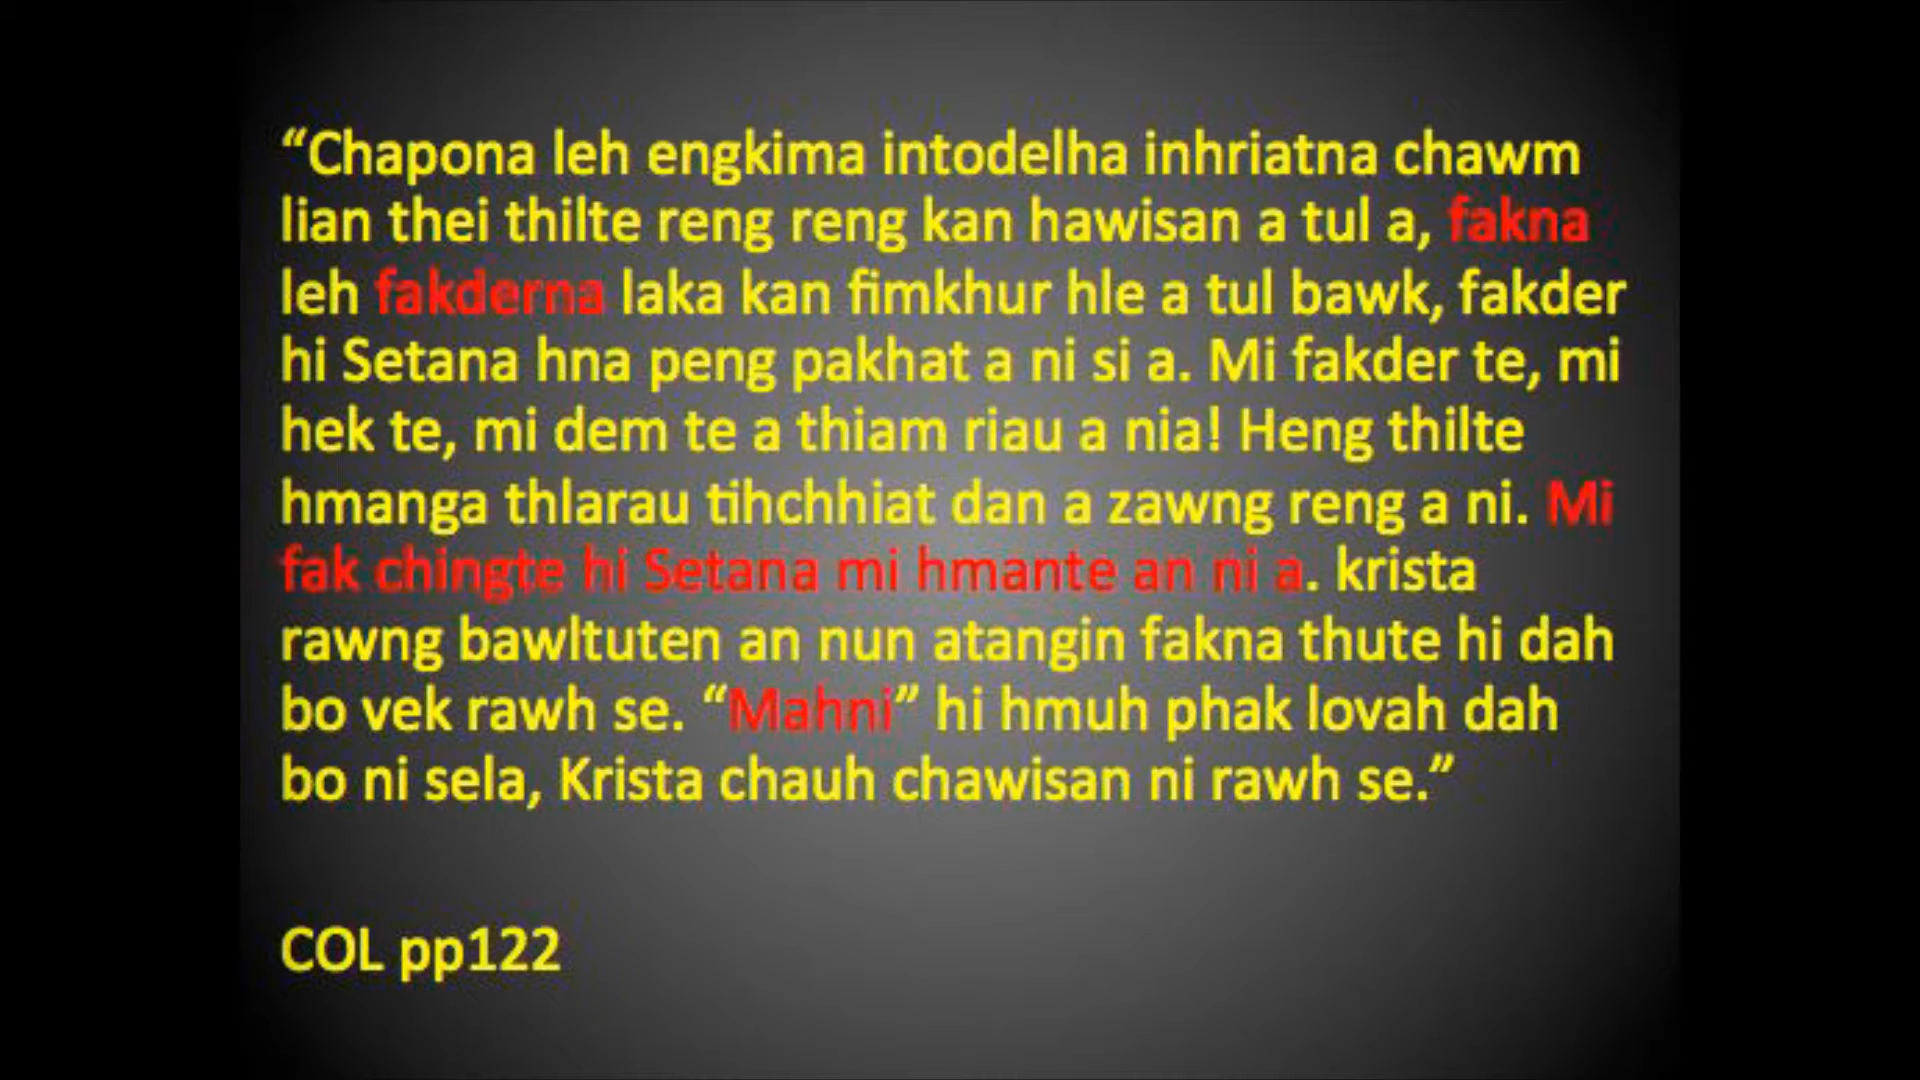 “Chapona leh engkima intodelha inhriatna chawm
lian thei thilte reng reng kan hawisan a tul a, fakna
leh fakderna laka kan fimkhur hle a tul bawk, fakder
hi Setana hna peng pakhat a ni si a. Mi fakder te, mi
hek te, mi dem te a thiam riau a nia! Heng thilte
hmanga thlarau tihchhiat dan a zawng reng a ni. Mi
fak chingte hi Setana mi hmante an ni a. krista
rawng bawltuten an nun atangin fakna thute hi dah
bo vek rawh se. “Mahni” hi hmuh phak lovah dah
bo ni sela, Krista chauh chawisan ni rawh se.”
COL pp122